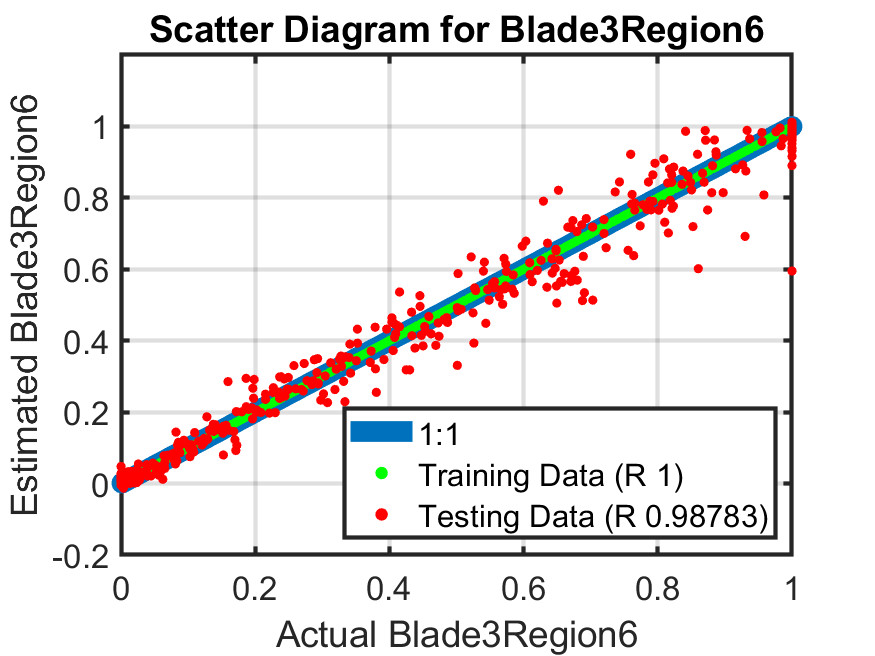 Scatter Diagram for Blade3Region6
Estimated Blade3Region6
1
0.8
0.6
0.4
0.2
0
-0.2
1:1
Training Data (R 1)
Testing Data (R 0.98783)
0 0.2 0.4 0.6 0.8 1
Actual Blade3Region6